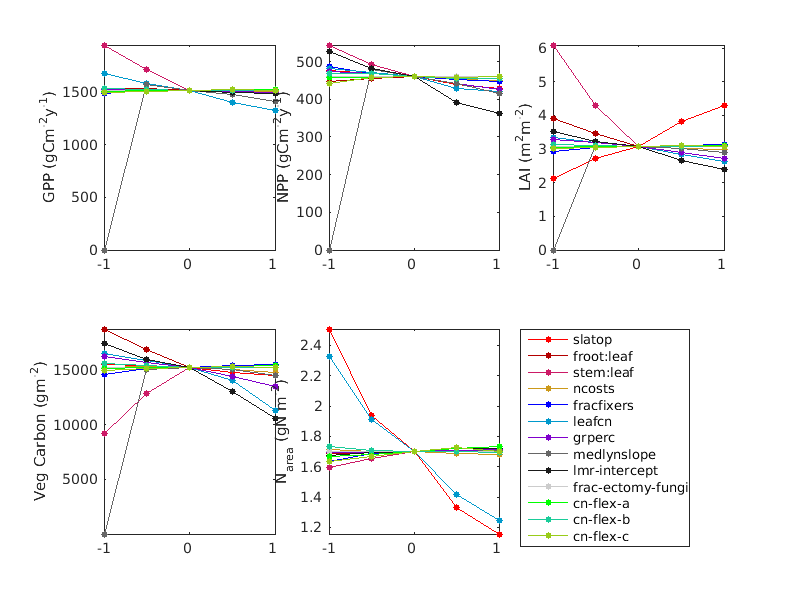 GPP (gCm⁻²y⁻¹)
1500
1000
500
0
-1 0 1
NPP (gCm⁻²y⁻¹)
500
400
300
200
100
0
-1 0 1
LAI (m²m⁻²)
6
5
4
3
2
1
0
-1 0 1
Veg Carbon (gm⁻²)
15000
10000
5000
-1 0 1
N_area (gN m⁻²)
2.4
2.2
2
1.8
1.6
1.4
1.2
-1 0 1
slatop
froot:leaf
stem:leaf
ncosts
fracfixers
leafcn
grperc
medlynslope
lmr-intercept
frac-ectomy-fungi
cn-flex-a
cn-flex-b
cn-flex-c